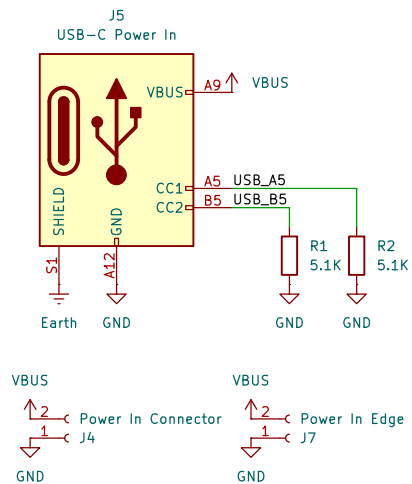 J5
USB-C Power In
VBUS
A9
VBUS
CC1
A5
USB_A5
CC2
B5
USB_B5
SHIELD
GND
S1
A12
R1
5.1K
R2
5.1K
Earth
GND
GND
GND
VBUS
2
Power In Connector
1
J4
GND
VBUS
2
Power In Edge
1
J7
GND